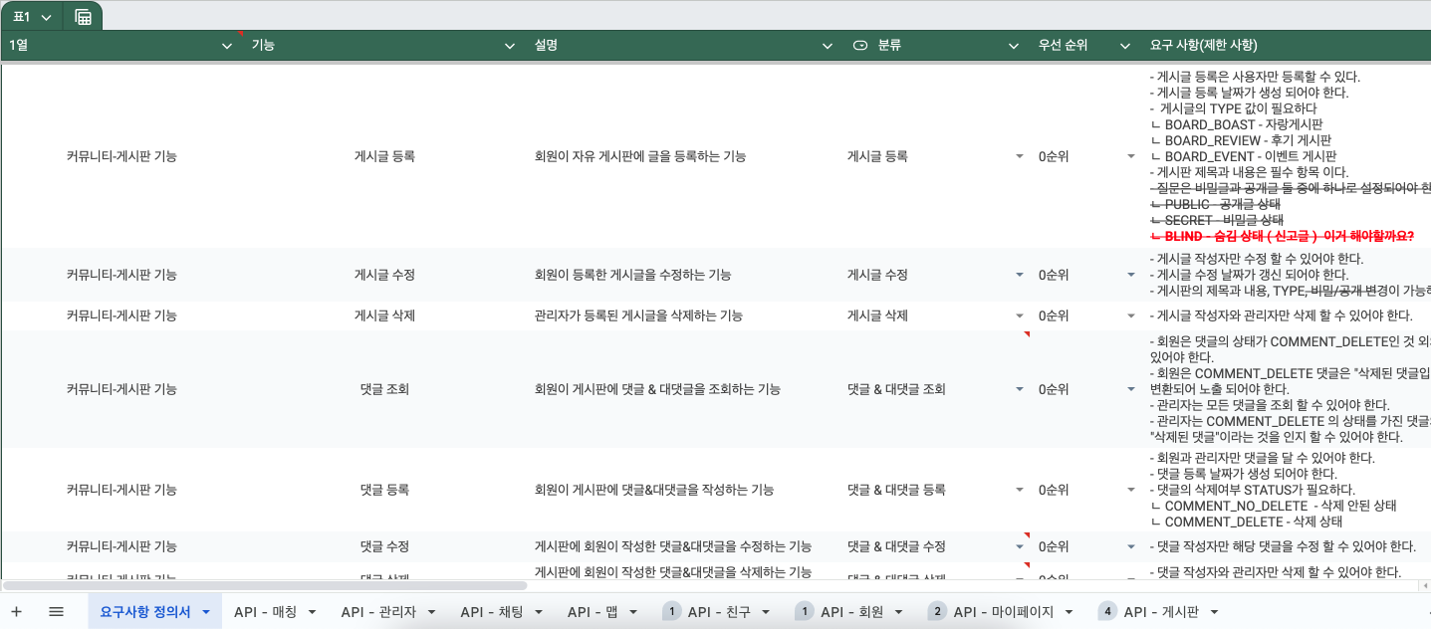 표1
1열 기능 설명 분류 우선 순위 요구 사항(제한 사항)
- 게시글 등록은 사용자만 등록할 수 있다.
- 게시글 등록 날짜가 생성 되어야 한다.
- 게시글의 TYPE 값이 필요하다
ㄴ BOARD_BOAST - 자랑게시판
ㄴ BOARD_REVIEW - 후기 게시판
커뮤니티-게시판 기능 게시글 등록 회원이 자유 게시판에 글을 등록하는 기능 게시글 등록 0순위 ㄴ BOARD_EVENT - 이벤트 게시판
- 게시판 제목과 내용은 필수 항목 이다.
- 질문은 비밀글과 공개글 둘 중에 하나로 설정되어야 한
ㄴ PUBLIC - 공개글 상태
ㄴ SECRET - 비밀글 상태
ㄴ BLIND - 숨김 상태 ( 신고글 ) 이거 해야할까요?
- 게시글 작성자만 수정 할 수 있어야 한다.
커뮤니티-게시판 기능 게시글 수정 회원이 등록한 게시글을 수정하는 기능 게시글 수정 0순위 - 게시글 수정 날짜가 갱신 되어야 한다.
- 게시판의 제목과 내용, TYPE, 비밀/공개 변경이 가능해
커뮤니티-게시판 기능 게시글 삭제 관리자가 등록된 게시글을 삭제하는 기능 게시글 삭제 0순위 - 게시글 작성자와 관리자만 삭제 할 수 있어야 한다.
- 회원은 댓글의 상태가 COMMENT_DELETE인 것 외
있어야 한다.
- 회원은 COMMENT_DELETE 댓글은 "삭제된 댓글입
커뮤니티-게시판 기능 댓글 조회 회원이 게시판에 댓글 & 대댓글을 조회하는 기능 댓글 & 대댓글 조회 0순위 변환되어 노출 되어야 한다.
- 관리자는 모든 댓글을 조회 할 수 있어야 한다.
- 관리자는 COMMENT_DELETE 의 상태를 가진 댓글
"삭제된 댓글"이라는 것을 인지 할 수 있어야 한다.
- 회원과 관리자만 댓글을 달 수 있어야 한다.
- 댓글 등록 날짜가 생성 되어야 한다.
커뮤니티-게시판 기능 댓글 등록 회원이 게시판에 댓글&대댓글을 작성하는 기능 댓글 & 대댓글 등록 0순위 - 댓글의 삭제여부 STATUS가 필요하다.
ㄴ COMMENT_NO_DELETE - 삭제 안된 상태
ㄴ COMMENT_DELETE - 삭제 상태
커뮤니티-게시판 기능 댓글 수정 게시판에 회원이 작성한 댓글&대댓글을 수정하는 기능 댓글 & 대댓글 수정 0순위 - 댓글 작성자만 해당 댓글을 수정 할 수 있어야 한다.
커뮤니티-게시판 기능 댓글 삭제 게시판에 회원이 작성한 댓글&대댓글을 삭제하는 기능 댓글 & 대댓글 삭제 0순위 - 댓글 작성자와 관리자만 삭제 할 수 있어야 한다.
요구사항 정의서 API - 매칭 API - 관리자 API - 채팅 API - 맵 1 API - 친구 1 API - 회원 2 API - 마이페이지 4 API - 게시판